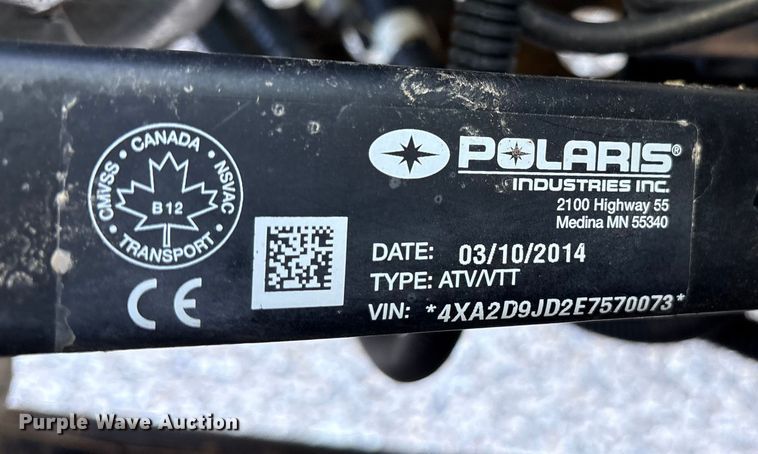 CANADA
CMVSS
NSVAC
B 12
TRANSPORT
CE
POLARIS®
INDUSTRIES INC.
2100 Highway 55
Medina MN 55340
DATE: 03/10/2014
TYPE: ATV/VTT
VIN: *4XA2D9JD2E7570073*
Purple Wave Auction